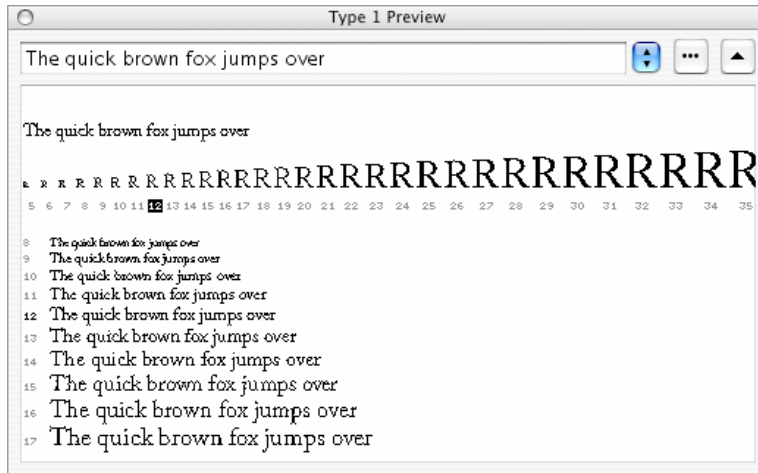 Type 1 Preview
The quick brown fox jumps over
The quick brown fox jumps over
R R R R R R R R R R R R R R R R R R R R R R R R R R R R R R R
5 6 7 8 9 10 11 12 13 14 15 16 17 18 19 20 21 22 23 24 25 26 27 28 29 30 31 32 33 34 35
8 The quick brown fox jumps over
9 The quick brown fox jumps over
10 The quick brown fox jumps over
11 The quick brown fox jumps over
12 The quick brown fox jumps over
13 The quick brown fox jumps over
14 The quick brown fox jumps over
15 The quick brown fox jumps over
16 The quick brown fox jumps over
17 The quick brown fox jumps over